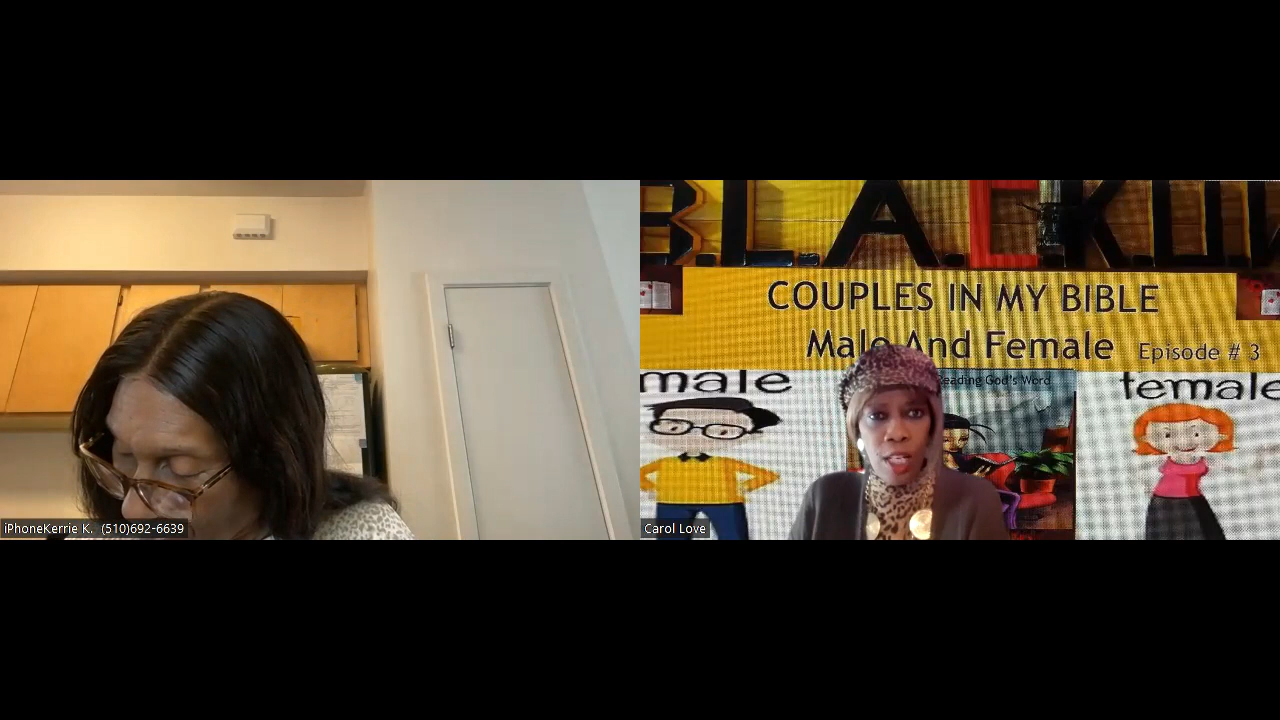 B.L.A.C.K.
COUPLES IN MY BIBLE
Male And Female Episode # 3
male
eading God's Word
female
iPhoneKerrie K. (510)692-6639
Carol Love